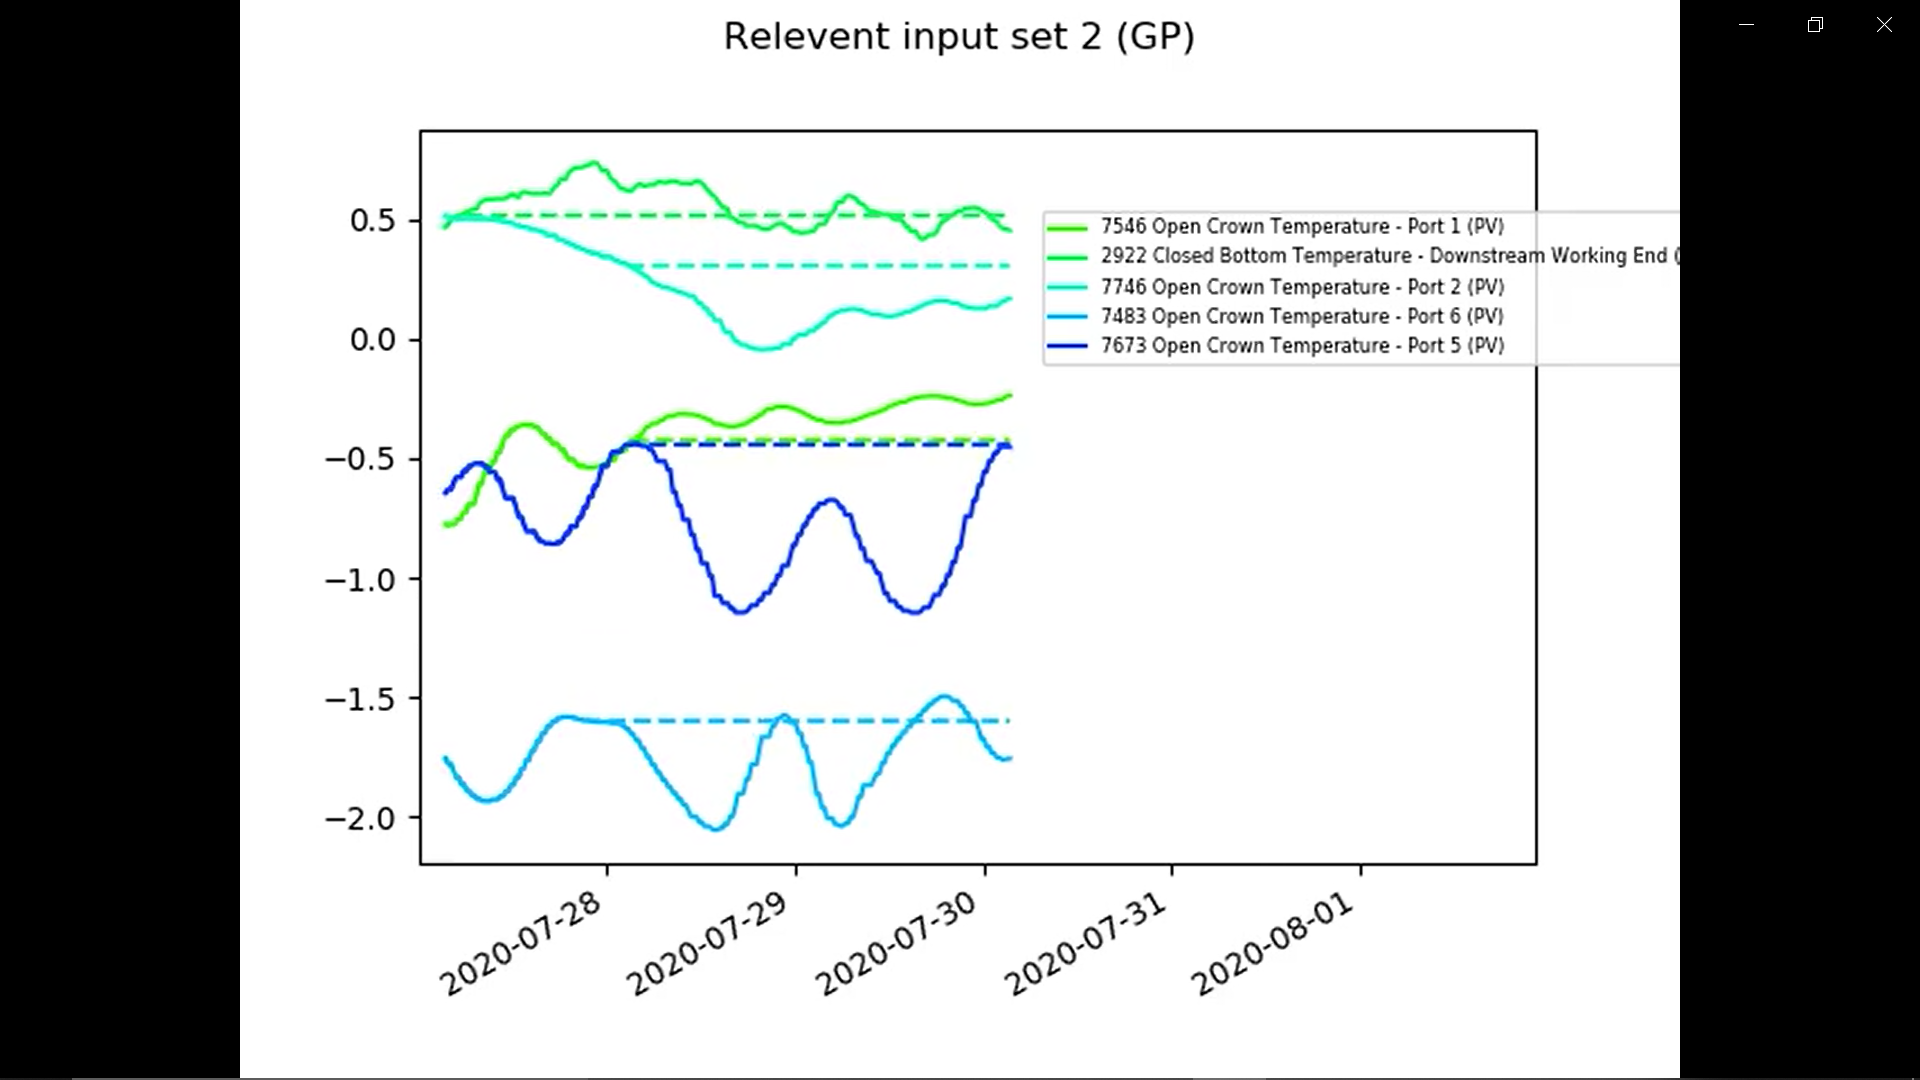 Relevent input set 2 (GP)
0.5
0.0
−0.5
−1.0
−1.5
−2.0
7546 Open Crown Temperature - Port 1 (PV)
2922 Closed Bottom Temperature - Downstream Working End (
7746 Open Crown Temperature - Port 2 (PV)
7483 Open Crown Temperature - Port 6 (PV)
7673 Open Crown Temperature - Port 5 (PV)
2020-07-28
2020-07-29
2020-07-30
2020-07-31
2020-08-01